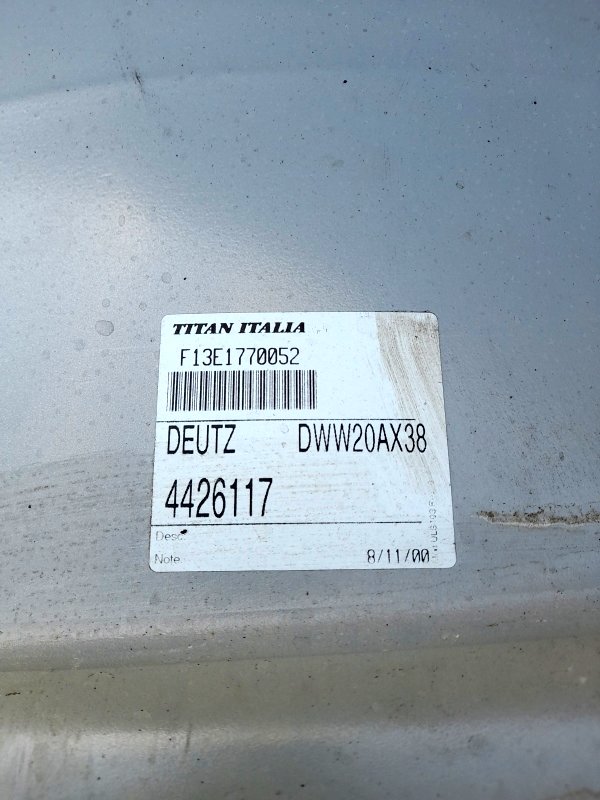 TITAN ITALIA
F13E1770052
DEUTZ DWW20AX38
4426117
Desc
Note 8/11/00